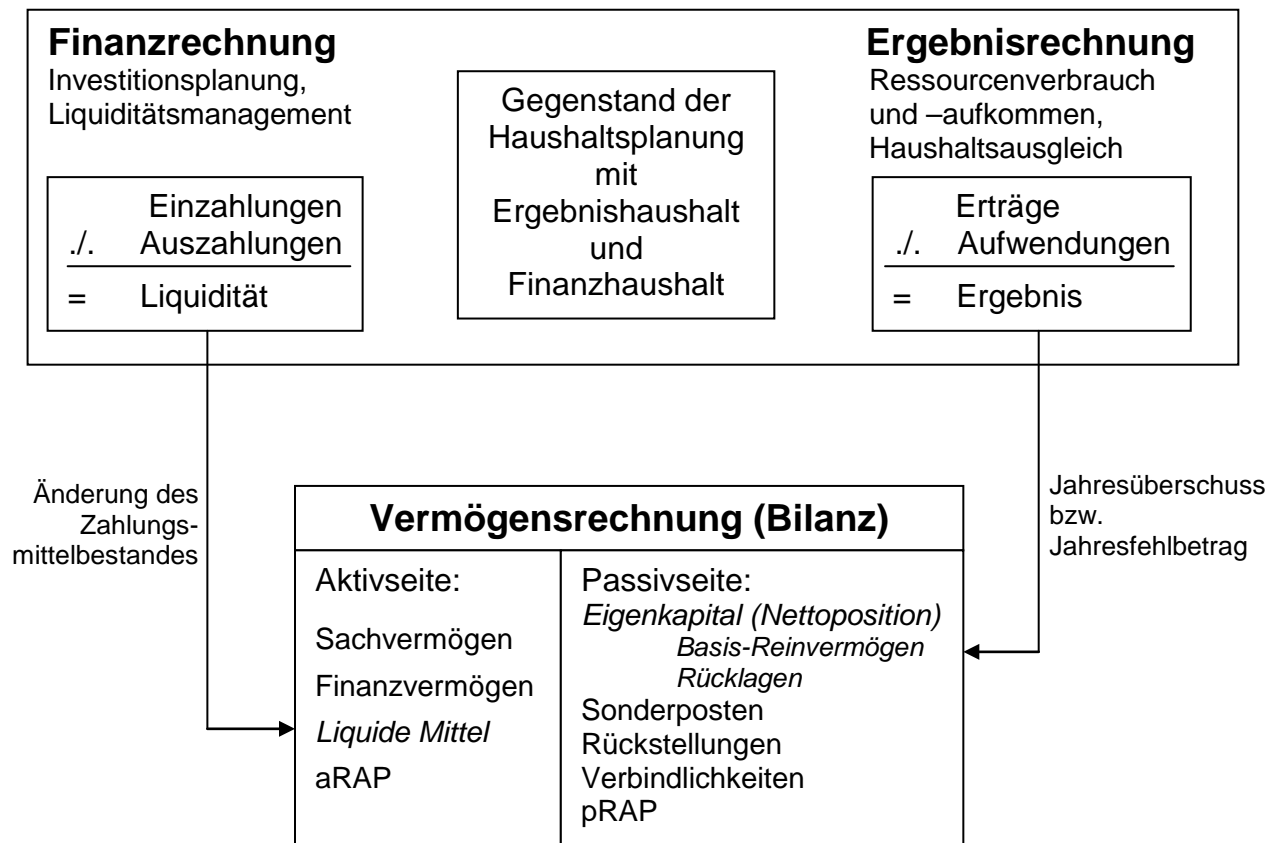 Finanzrechnung
Investitionsplanung,
Liquiditätsmanagement
Einzahlungen
./. Auszahlungen
= Liquidität
Gegenstand der
Haushaltsplanung
mit
Ergebnishaushalt
und
Finanzhaushalt
Ergebnisrechnung
Ressourcenverbrauch
und –aufkommen,
Haushaltsausgleich
Erträge
./. Aufwendungen
= Ergebnis
Änderung des
Zahlungs-
mittelbestandes
Jahresüberschuss
bzw.
Jahresfehlbetrag
Vermögensrechnung (Bilanz)
Aktivseite:
Sachvermögen
Finanzvermögen
Liquide Mittel
aRAP
Passivseite:
Eigenkapital (Nettoposition)
Basis-Reinvermögen
Rücklagen
Sonderposten
Rückstellungen
Verbindlichkeiten
pRAP